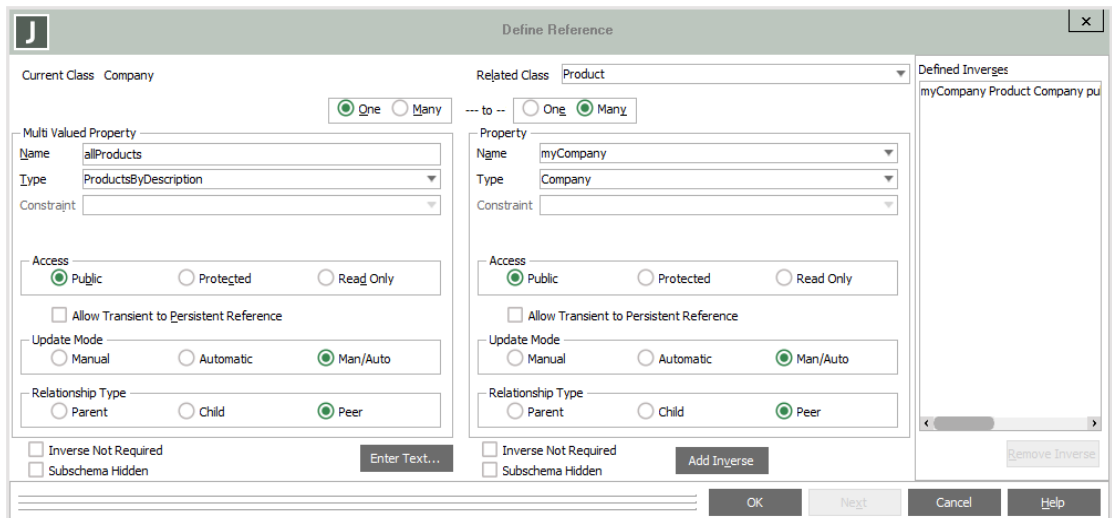 J
Define Reference
×
Current Class Company
Related Class Product
Defined Inverses
One Many --- to -- One Many
myCompany Product Company pu
Multi Valued Property
Name allProducts
Type ProductsByDescription
Constraint
Access
Public Protected Read Only
Allow Transient to Persistent Reference
Update Mode
Manual Automatic Man/Auto
Relationship Type
Parent Child Peer
Inverse Not Required
Subschema Hidden
Enter Text...
Property
Name myCompany
Type Company
Constraint
Access
Public Protected Read Only
Allow Transient to Persistent Reference
Update Mode
Manual Automatic Man/Auto
Relationship Type
Parent Child Peer
Inverse Not Required
Subschema Hidden
Add Inverse
Remove Inverse
OK Next Cancel Help